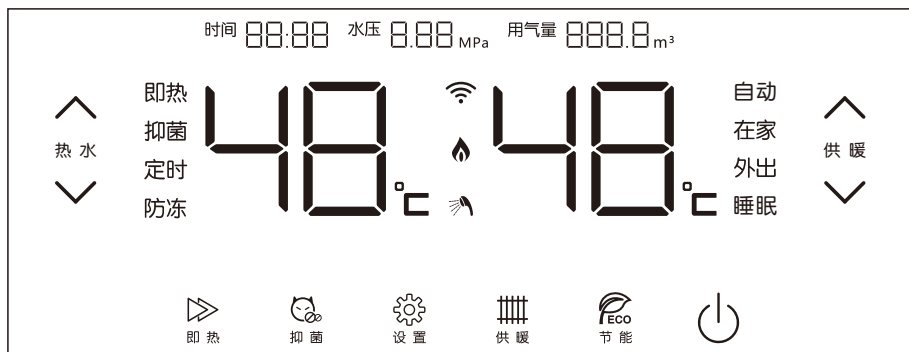 时间 88:88 水压 8.88 MPa 用气量 888.8 m³
即热 48 °C 48 °C 自动
抑菌 在家
热水 供暖
定时 外出
防冻 睡眠
ECO
即热 抑菌 设置 供暖 节能